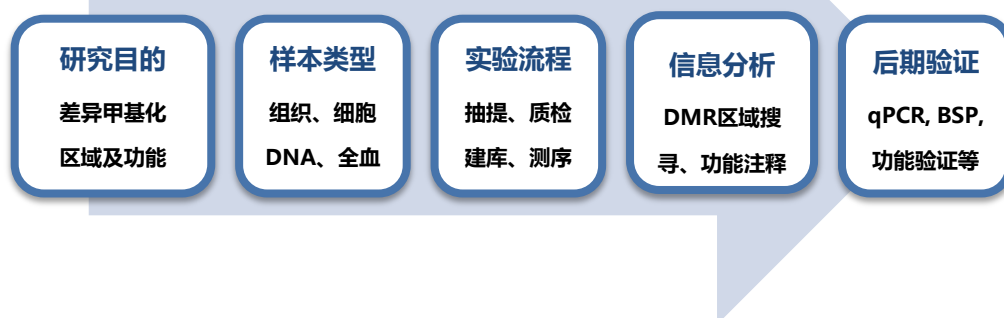 研究目的
差异甲基化
区域及功能
样本类型
组织、细胞
DNA、全血
实验流程
抽提、质检
建库、测序
信息分析
DMR区域搜
寻、功能注释
后期验证
qPCR, BSP,
功能验证等